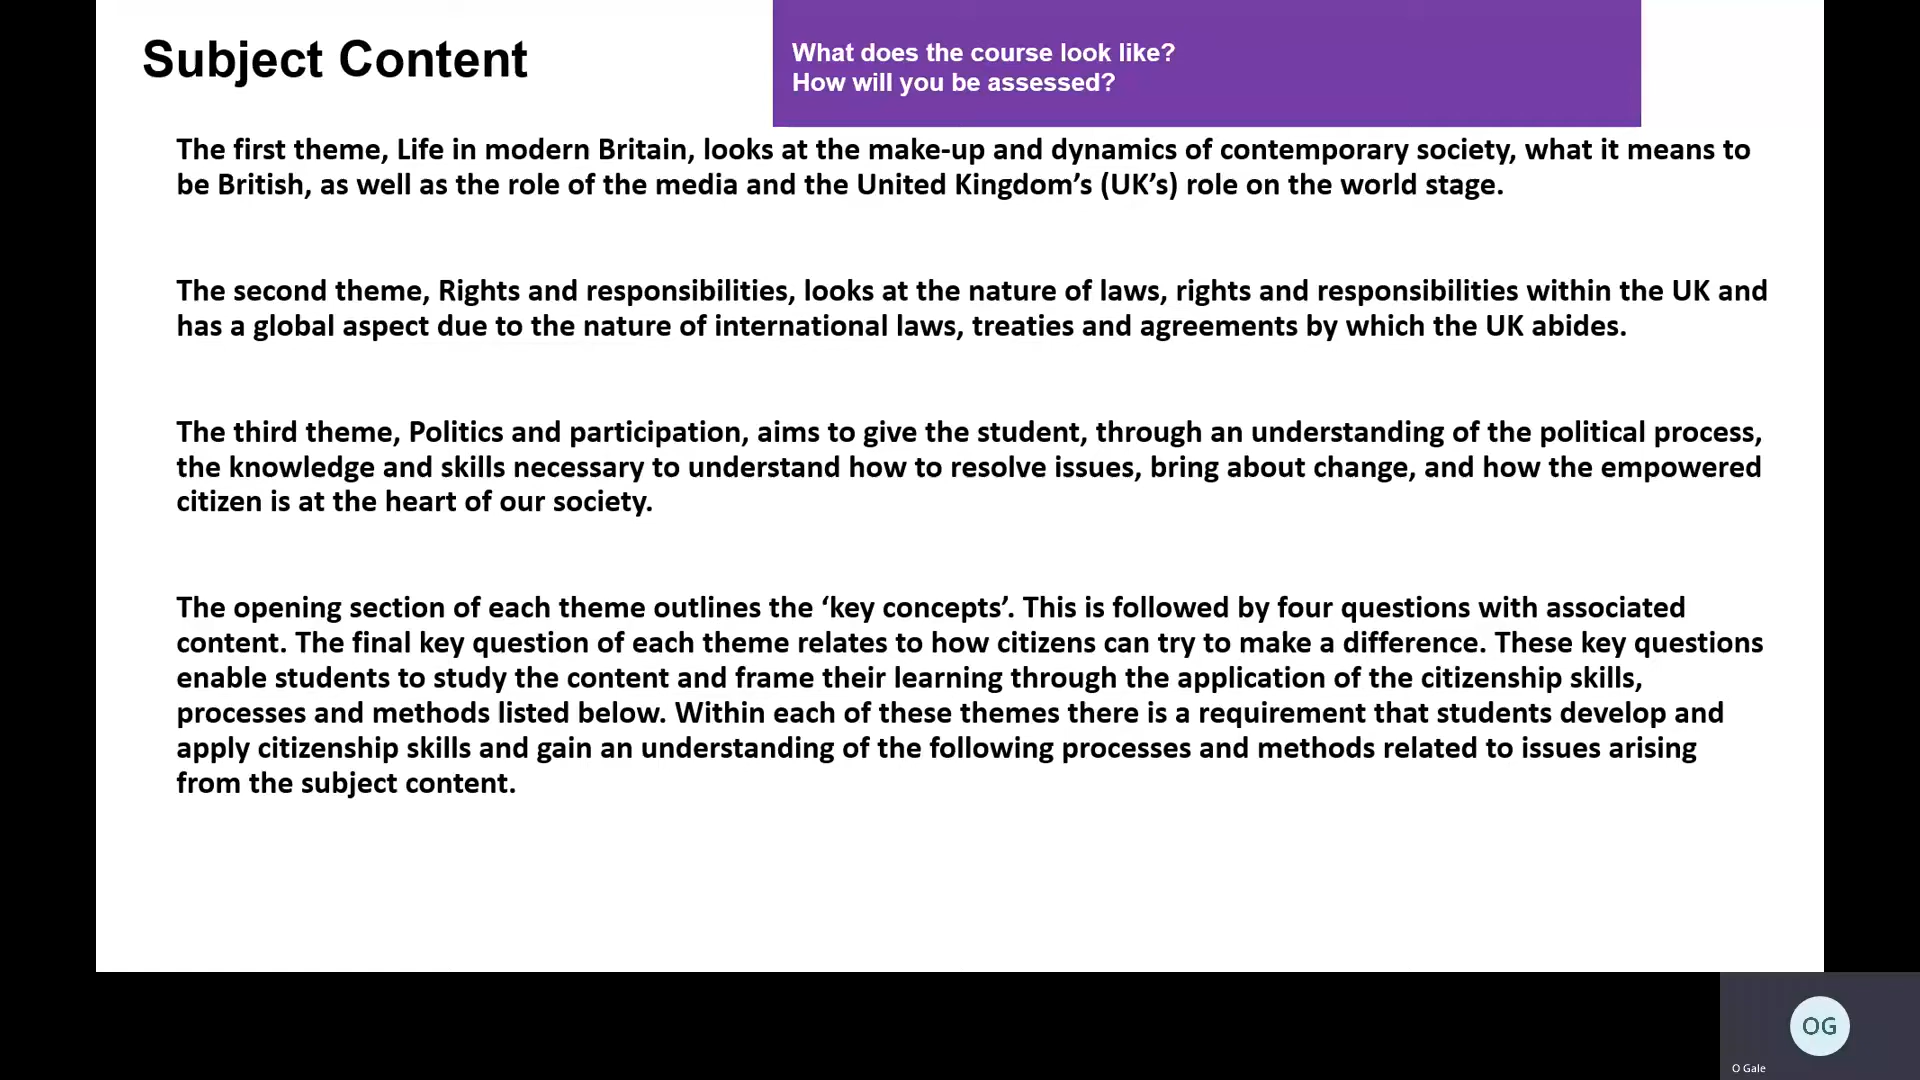 Subject Content
What does the course look like?
How will you be assessed?
The first theme, Life in modern Britain, looks at the make-up and dynamics of contemporary society, what it means to
be British, as well as the role of the media and the United Kingdom’s (UK’s) role on the world stage.
The second theme, Rights and responsibilities, looks at the nature of laws, rights and responsibilities within the UK and
has a global aspect due to the nature of international laws, treaties and agreements by which the UK abides.
The third theme, Politics and participation, aims to give the student, through an understanding of the political process,
the knowledge and skills necessary to understand how to resolve issues, bring about change, and how the empowered
citizen is at the heart of our society.
The opening section of each theme outlines the ‘key concepts’. This is followed by four questions with associated
content. The final key question of each theme relates to how citizens can try to make a difference. These key questions
enable students to study the content and frame their learning through the application of the citizenship skills,
processes and methods listed below. Within each of these themes there is a requirement that students develop and
apply citizenship skills and gain an understanding of the following processes and methods related to issues arising
from the subject content.
OG
O Gale